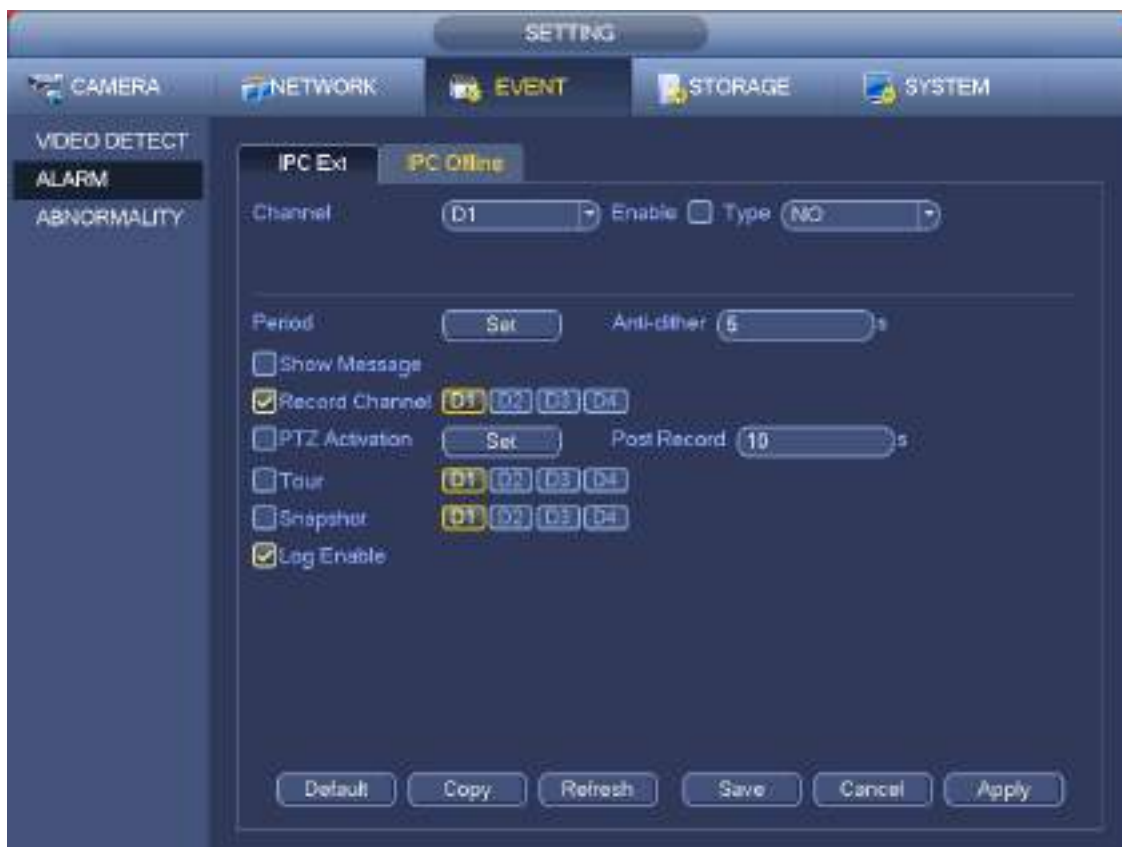 SETTING
CAMERA NETWORK EVENT STORAGE SYSTEM
VIDEO DETECT
ALARM
ABNORMALITY
IPC Ext IPC Offline
Channel D1 Enable Type NO
Period Set Anti-dither 5 s
Show Message
Record Channel D1 D2 D3 D4
PTZ Activation Set Post Record 10 s
Tour D1 D2 D3 D4
Snapshot D1 D2 D3 D4
Log Enable
Default Copy Refresh Save Cancel Apply